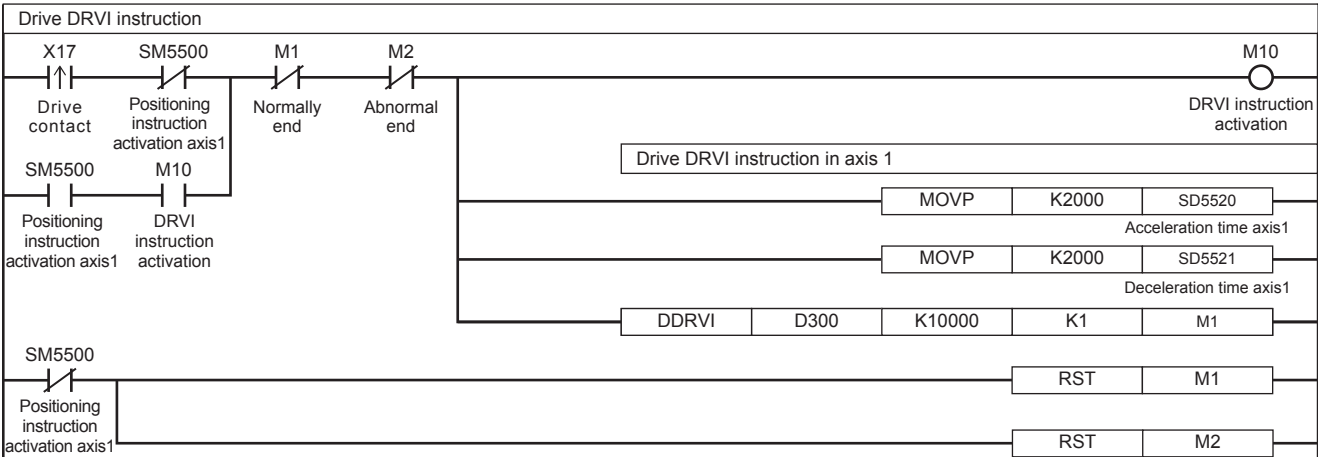 Drive DRVI instruction
X17 SM5500 M1 M2 M10
Drive Positioning Normally Abnormal DRVI instruction
contact instruction end end activation
activation axis1
Drive DRVI instruction in axis 1
SM5500 M10
MOVP K2000 SD5520
Positioning DRVI Acceleration time axis1
instruction instruction
activation axis1 activation
MOVP K2000 SD5521
Deceleration time axis1
DDRVI D300 K10000 K1 M1
SM5500
RST M1
Positioning
instruction
activation axis1
RST M2